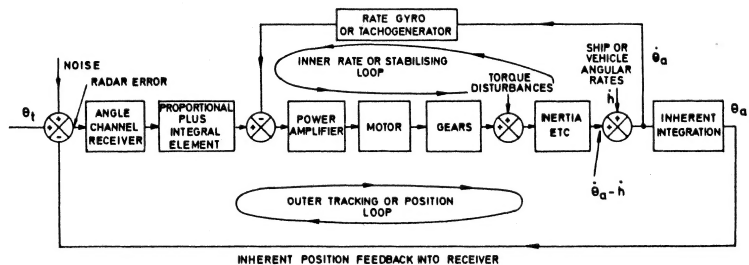 RATE GYRO
OR TACHOGENERATOR
NOISE
RADAR ERROR
INNER RATE OR STABILISING
LOOP
TORQUE
DISTURBANCES
SHIP OR
VEHICLE
ANGULAR
RATES
ḣ
θ̇a
θt
ANGLE
CHANNEL
RECEIVER
PROPORTIONAL
PLUS
INTEGRAL
ELEMENT
POWER
AMPLIFIER
MOTOR
GEARS
INERTIA
ETC
INHERENT
INTEGRATION
θa
θ̇a - ḣ
OUTER TRACKING OR POSITION
LOOP
INHERENT POSITION FEEDBACK INTO RECEIVER